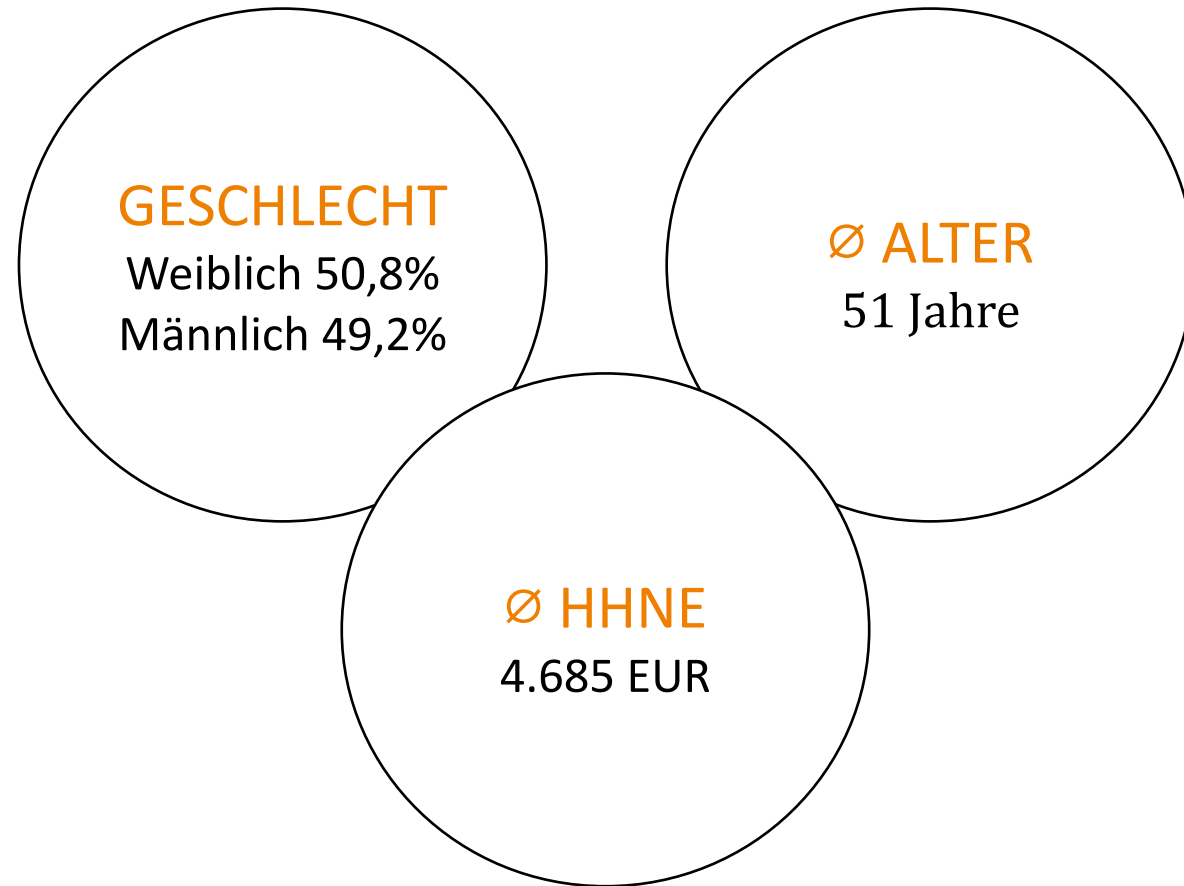 GESCHLECHT
Weiblich 50,8%
Männlich 49,2%
∅ ALTER
51 Jahre
∅ HHNE
4.685 EUR